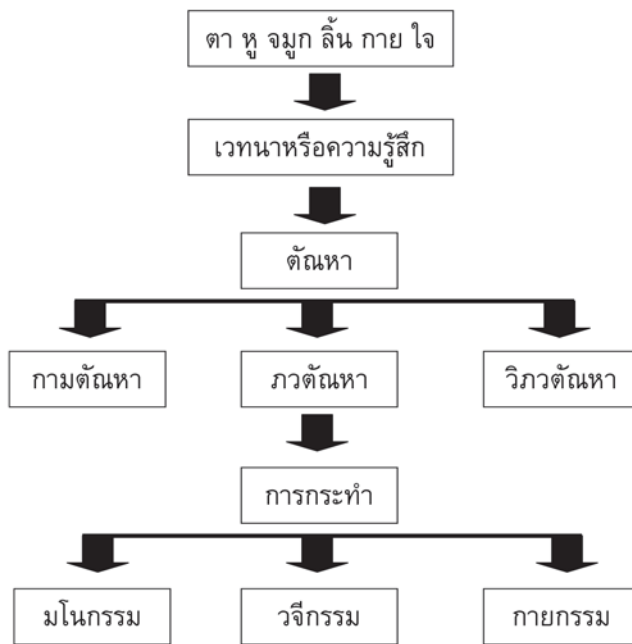 ตา หู จมูก ลิ้น กาย ใจ
เวทนาหรือความรู้สึก
ตัณหา
กามตัณหา
ภวตัณหา
วิภวตัณหา
การกระทำ
มโนกรรม
วจีกรรม
กายกรรม